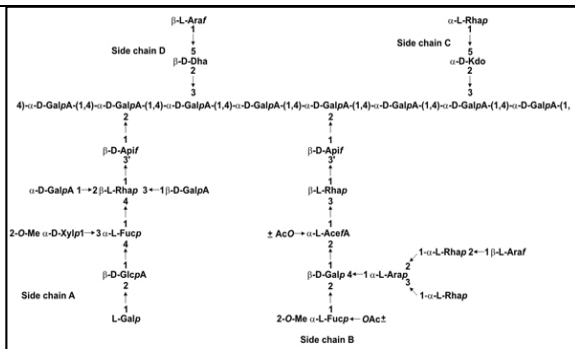 β-L-Araf
α-L-Rhap
1
1
Side chain D
Side chain C
5
5
β-D-Dha
α-D-Kdo
2
2
3
3
4)-α-D-GalpA-(1,4)-α-D-GalpA-(1,4)-α-D-GalpA-(1,4)-α-D-GalpA-(1,4)-α-D-GalpA-(1,4)-α-D-GalpA-(1,4)-α-D-GalpA-(1,
2
2
1
1
β-D-Apif
β-D-Apif
3'
3'
1
1
α-D-GalpA 1→2 β-L-Rhap 3←1 β-D-GalpA
β-L-Rhap
4
3
1
1
2-O-Me α-D-Xylp1→3 α-L-Fucp
± AcO→ α-L-AcefA
4
2
1-α-L-Rhap 2←1 β-L-Araf
1
1
2
β-D-GlcpA
β-D-Galp 4←1 α-L-Arap
2
2
3
Side chain A
1-α-L-Rhap
1
1
L-Galp
2-O-Me α-L-Fucp ← OAc±
Side chain B